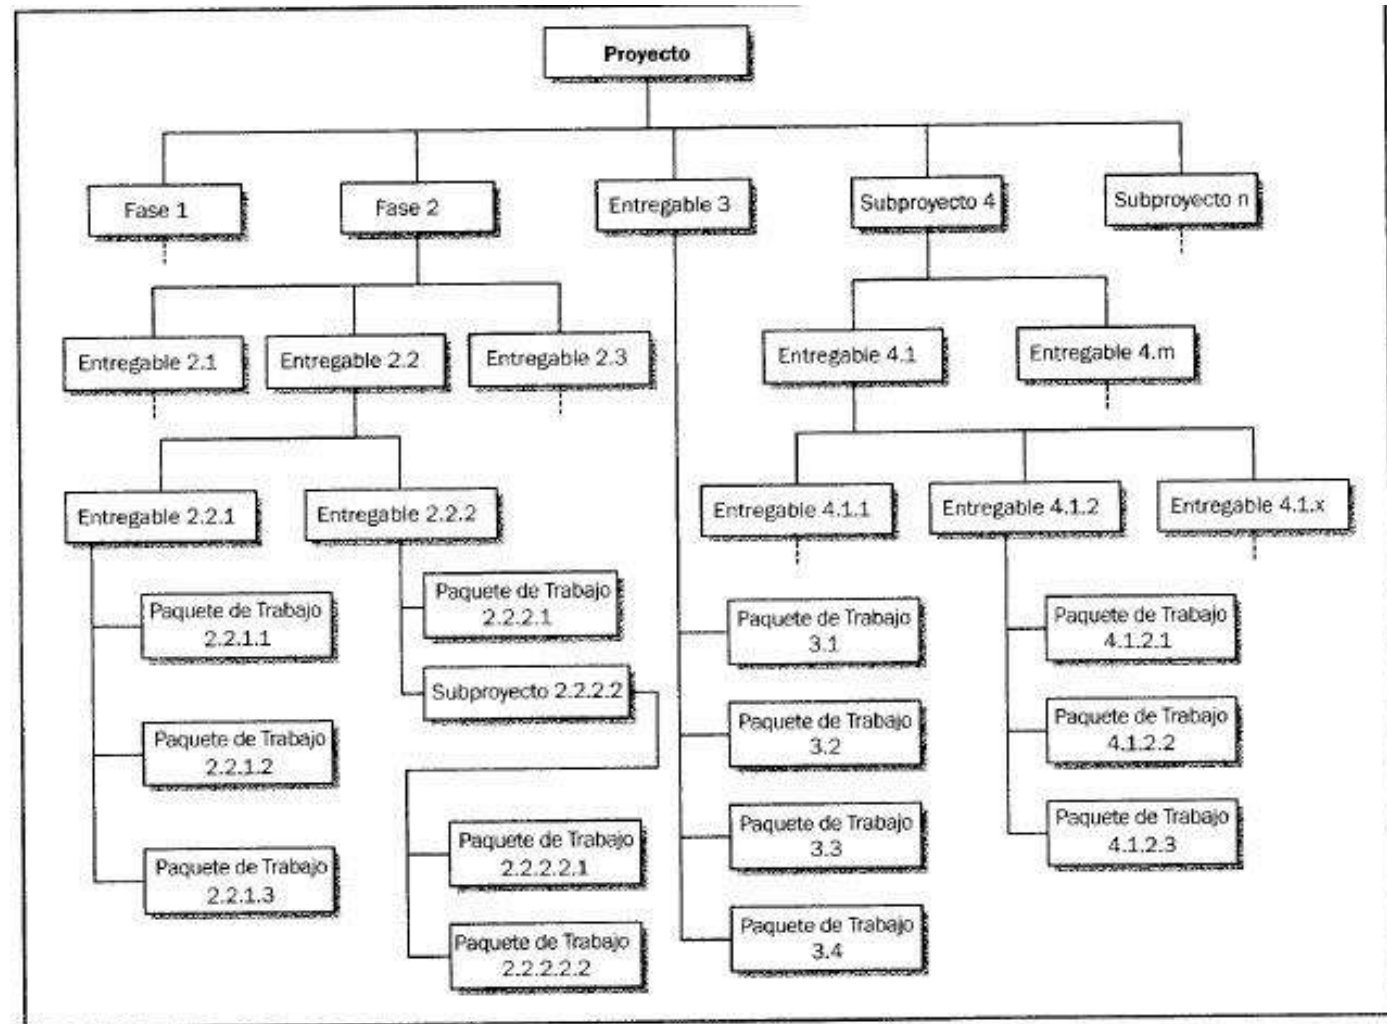 Proyecto
Fase 1
Fase 2
Entregable 3
Subproyecto 4
Subproyecto n
Entregable 2.1
Entregable 2.2
Entregable 2.3
Entregable 4.1
Entregable 4.m
Entregable 2.2.1
Entregable 2.2.2
Entregable 4.1.1
Entregable 4.1.2
Entregable 4.1.x
Paquete de Trabajo
2.2.1.1
Paquete de Trabajo
2.2.1.2
Paquete de Trabajo
2.2.1.3
Paquete de Trabajo
2.2.2.1
Subproyecto 2.2.2.2
Paquete de Trabajo
2.2.2.2.1
Paquete de Trabajo
2.2.2.2.2
Paquete de Trabajo
3.1
Paquete de Trabajo
3.2
Paquete de Trabajo
3.3
Paquete de Trabajo
3.4
Paquete de Trabajo
4.1.2.1
Paquete de Trabajo
4.1.2.2
Paquete de Trabajo
4.1.2.3